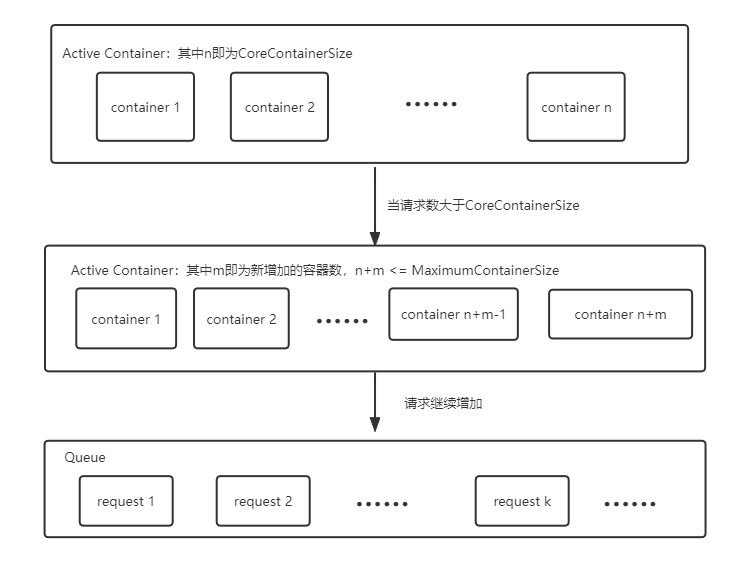 Active Container：其中n即为CoreContainerSize
container 1
container 2
......
container n
当请求数大于CoreContainerSize
Active Container：其中m即为新增加的容器数，n+m <= MaximumContainerSize
container 1
container 2
......
container n+m-1
container n+m
请求继续增加
Queue
request 1
request 2
......
request k
......